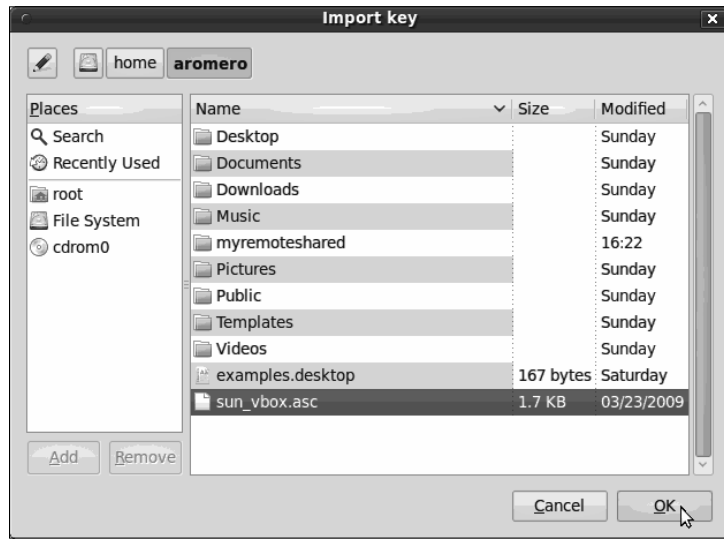 Import key
home aromero
Places
Search
Recently Used
root
File System
cdrom0
Add Remove
Name Size Modified
Desktop Sunday
Documents Sunday
Downloads Sunday
Music Sunday
myremoteshared 16:22
Pictures Sunday
Public Sunday
Templates Sunday
Videos Sunday
examples.desktop 167 bytes Saturday
sun_vbox.asc 1.7 KB 03/23/2009
Cancel OK